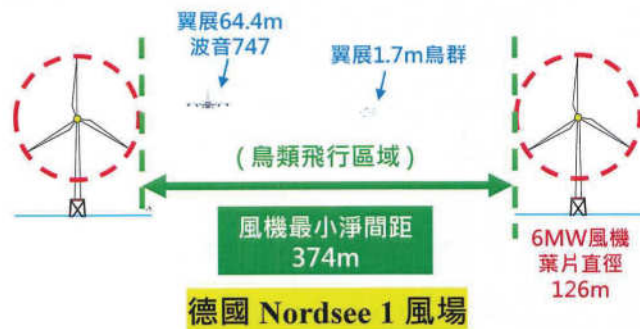 翼展64.4m
波音747
翼展1.7m鳥群
(鳥類飛行區域)
風機最小淨間距
374m
6MW風機
葉片直徑
126m
德國 Nordsee 1 風場